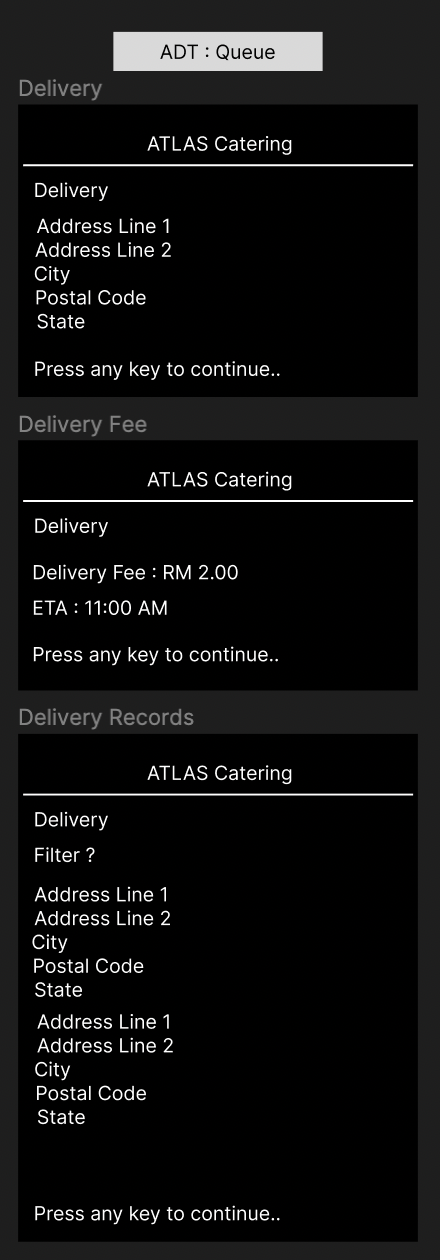 ADT : Queue
Delivery
ATLAS Catering
Delivery
Address Line 1
Address Line 2
City
Postal Code
State
Press any key to continue..
Delivery Fee
ATLAS Catering
Delivery
Delivery Fee : RM 2.00
ETA : 11:00 AM
Press any key to continue..
Delivery Records
ATLAS Catering
Delivery
Filter ?
Address Line 1
Address Line 2
City
Postal Code
State
Address Line 1
Address Line 2
City
Postal Code
State
Press any key to continue..